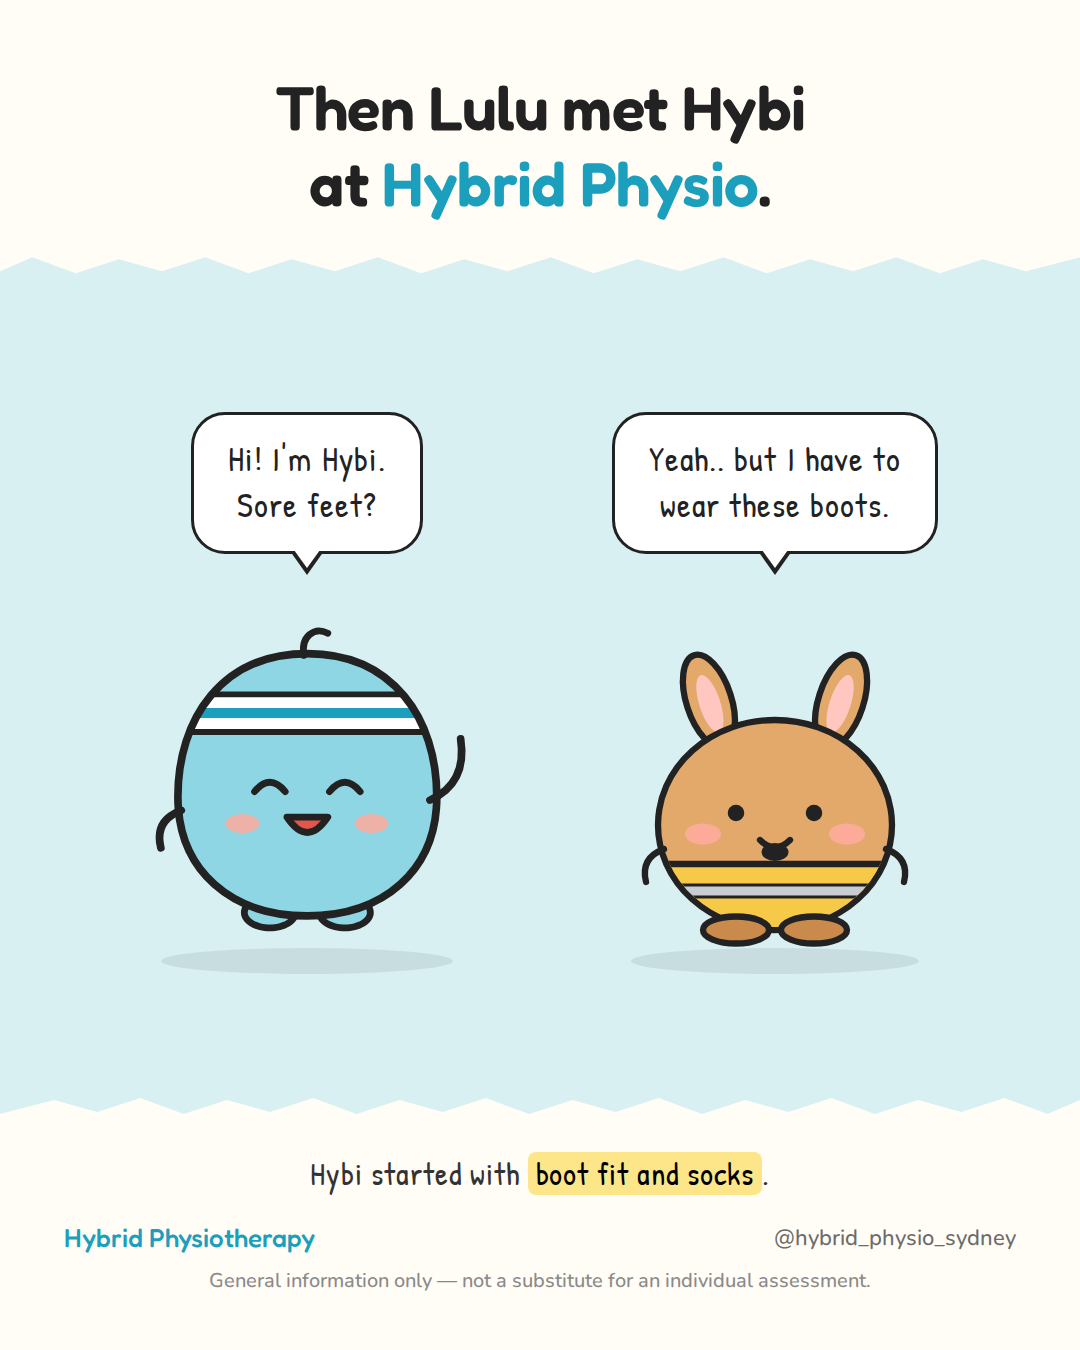 Then Lulu met Hybi
at Hybrid Physio.
Hi! I'm Hybi.
Sore feet?
Yeah.. but I have to
wear these boots.
Hybi started with boot fit and socks.
Hybrid Physiotherapy
@hybrid_physio_sydney
General information only — not a substitute for an individual assessment.